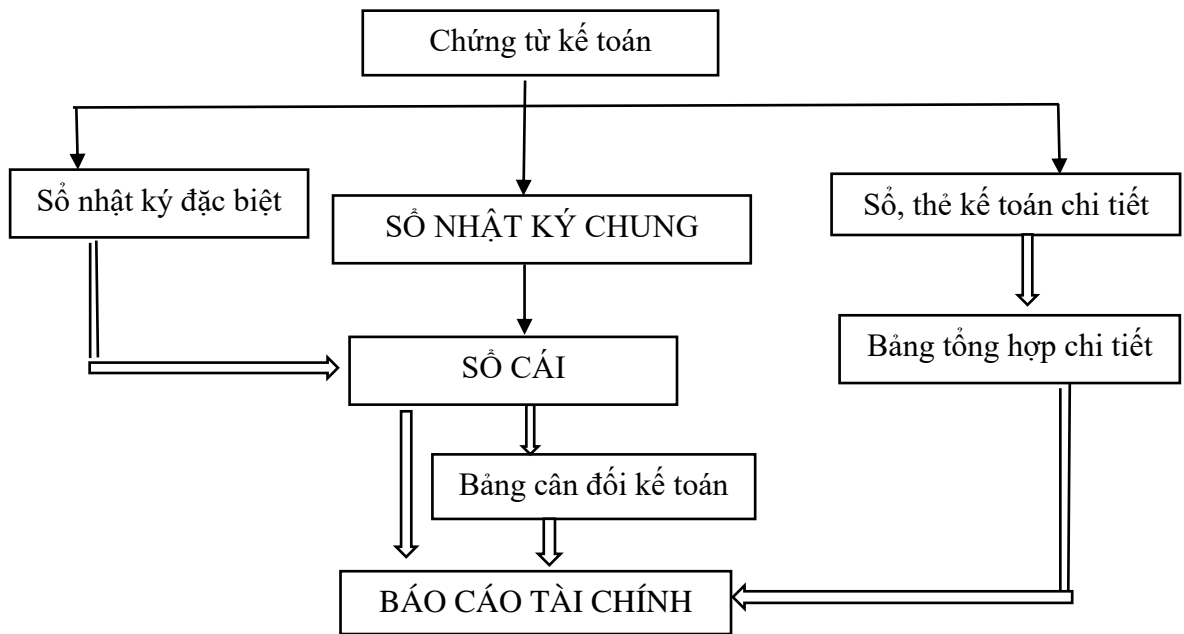 Chứng từ kế toán
Sổ nhật ký đặc biệt
SỔ NHẬT KÝ CHUNG
Sổ, thẻ kế toán chi tiết
SỔ CÁI
Bảng tổng hợp chi tiết
Bảng cân đối kế toán
BÁO CÁO TÀI CHÍNH